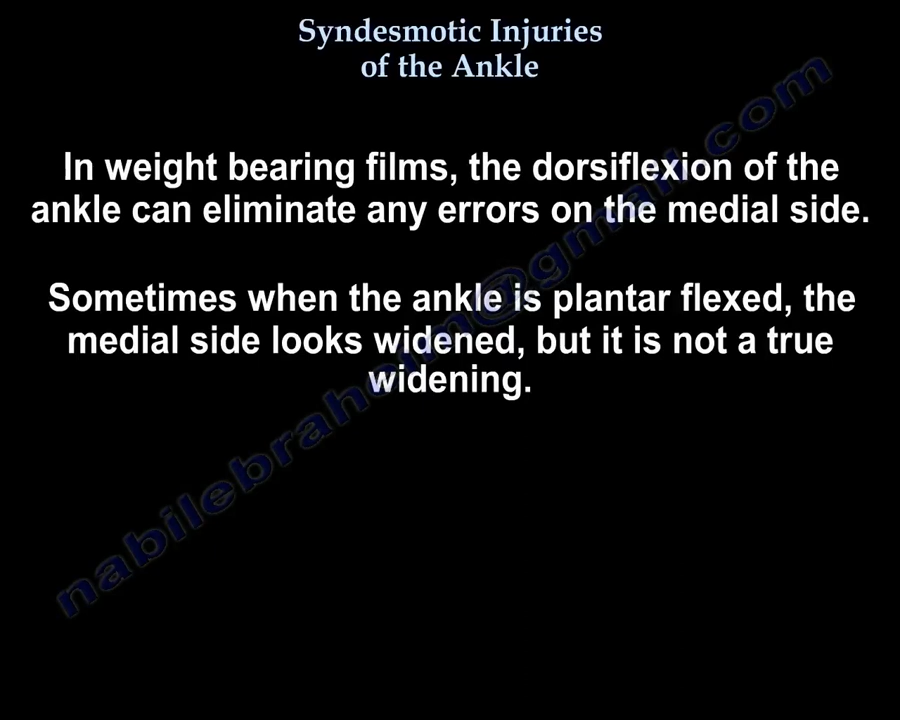 Syndesmotic Injuries
of the Ankle
In weight bearing films, the dorsiflexion of the
ankle can eliminate any errors on the medial side.
Sometimes when the ankle is plantar flexed, the
medial side looks widened, but it is not a true
widening.
nabilebraheim@gmail.com